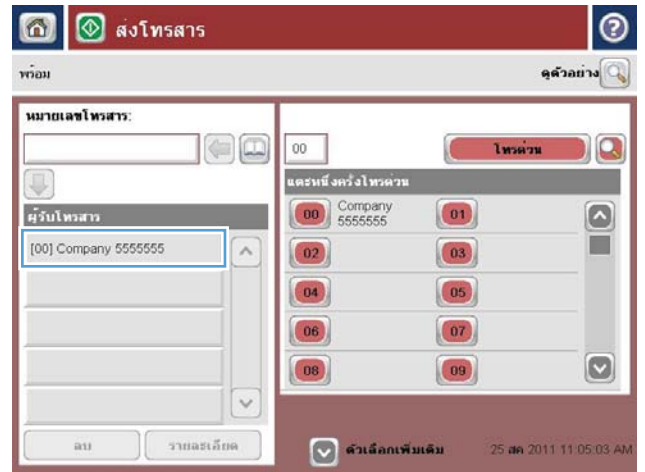 ส่งโทรสาร
พร้อม
ดูตัวอย่าง
หมายเลขโทรสาร:
00
โทรด่วน
แตะหนึ่งครั้งโทรด่วน
00 Company 5555555 01
ผู้รับโทรสาร
[00] Company 5555555
02 03
04 05
06 07
08 09
ลบ รายละเอียด
ตัวเลือกเพิ่มเติม 25 สค 2011 11:05:03 AM